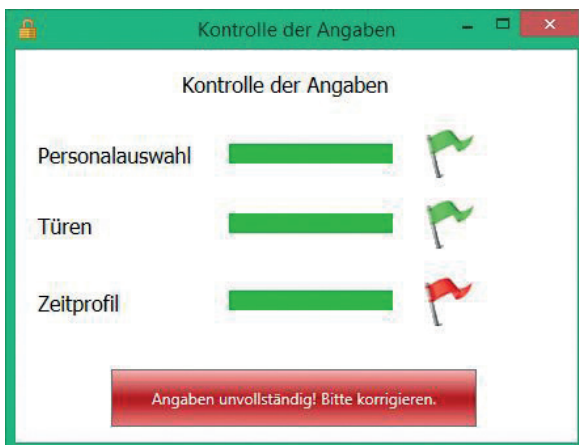 Kontrolle der Angaben
Kontrolle der Angaben
Personalauswahl
Türen
Zeitprofil
Angaben unvollständig! Bitte korrigieren.